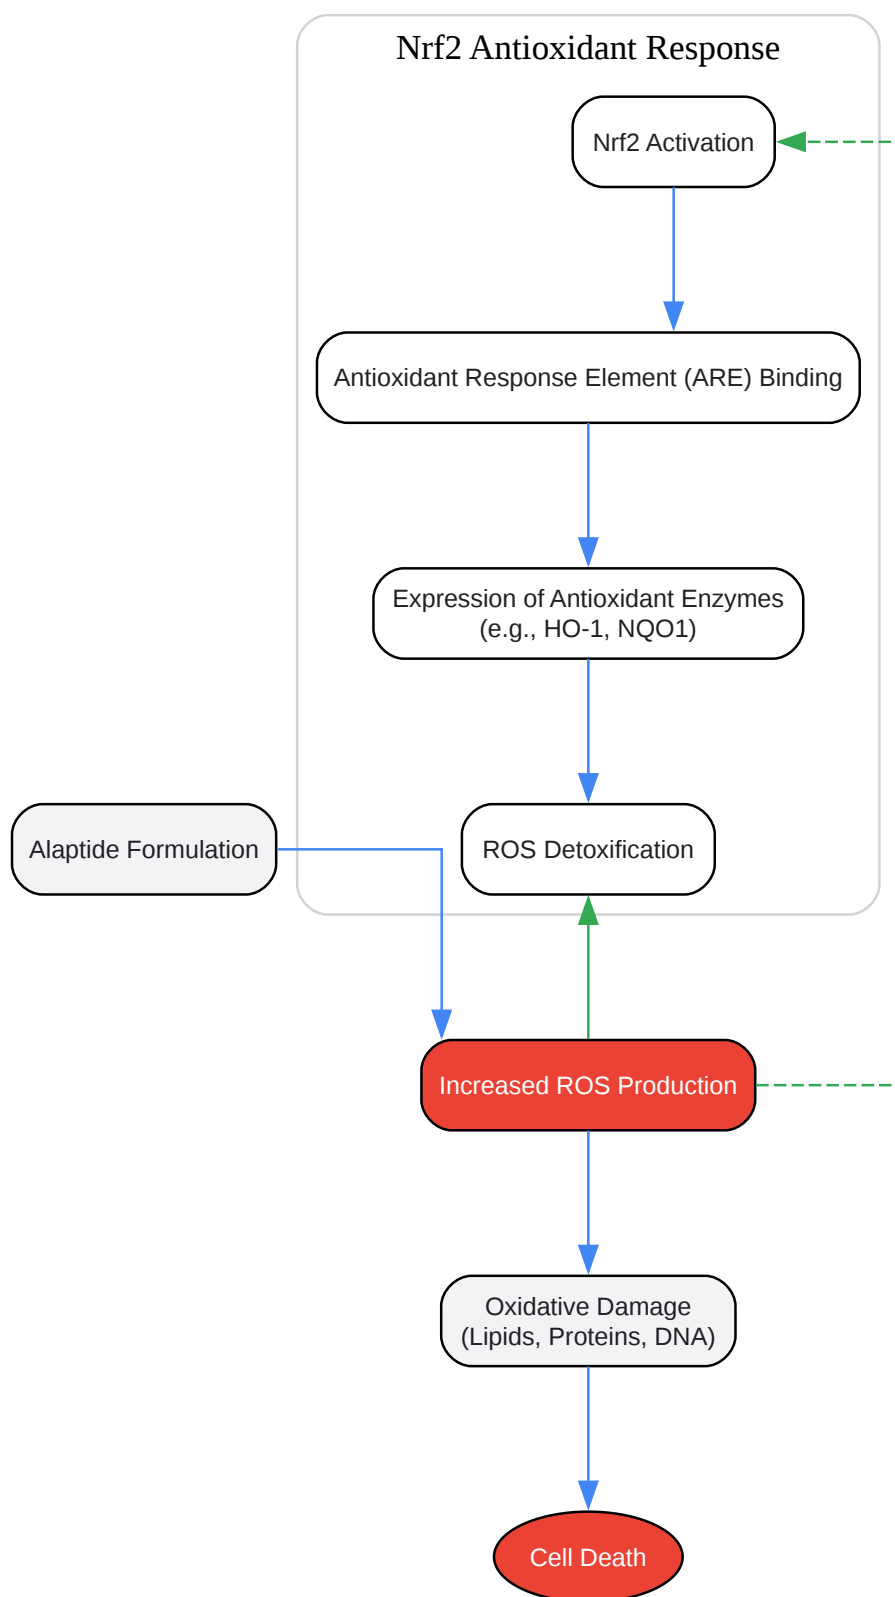 Nrf2 Antioxidant Response
Nrf2 Activation
Antioxidant Response Element (ARE) Binding
Expression of Antioxidant Enzymes
(e.g., HO-1, NQO1)
Alaptide Formulation
ROS Detoxification
Increased ROS Production
Oxidative Damage
(Lipids, Proteins, DNA)
Cell Death